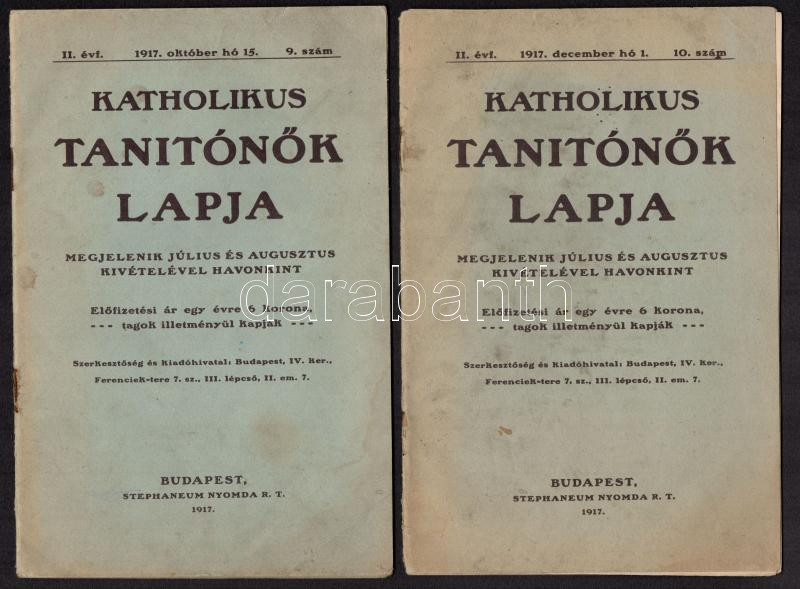 II. évf. 1917. október hó 15. 9. szám
KATHOLIKUS
TANITÓNŐK
LAPJA
MEGJELENIK JÚLIUS ÉS AUGUSZTUS
KIVÉTELÉVEL HAVONKINT
Előfizetési ár egy évre 6 korona,
--- tagok illetményül kapják ---
Szerkesztőség és kiadóhivatal: Budapest, IV. ker.,
Ferenciek-tere 7. sz., III. lépcső, II. em. 7.
BUDAPEST,
STEPHANEUM NYOMDA R. T.
1917.
II. évf. 1917. december hó 1. 10. szám
KATHOLIKUS
TANITÓNŐK
LAPJA
MEGJELENIK JÚLIUS ÉS AUGUSZTUS
KIVÉTELÉVEL HAVONKINT
Előfizetési ár egy évre 6 korona,
--- tagok illetményül kapják ---
Szerkesztőség és kiadóhivatal: Budapest, IV. ker.,
Ferenciek-tere 7. sz., III. lépcső, II. em. 7.
BUDAPEST,
STEPHANEUM NYOMDA R. T.
1917.
darabanth